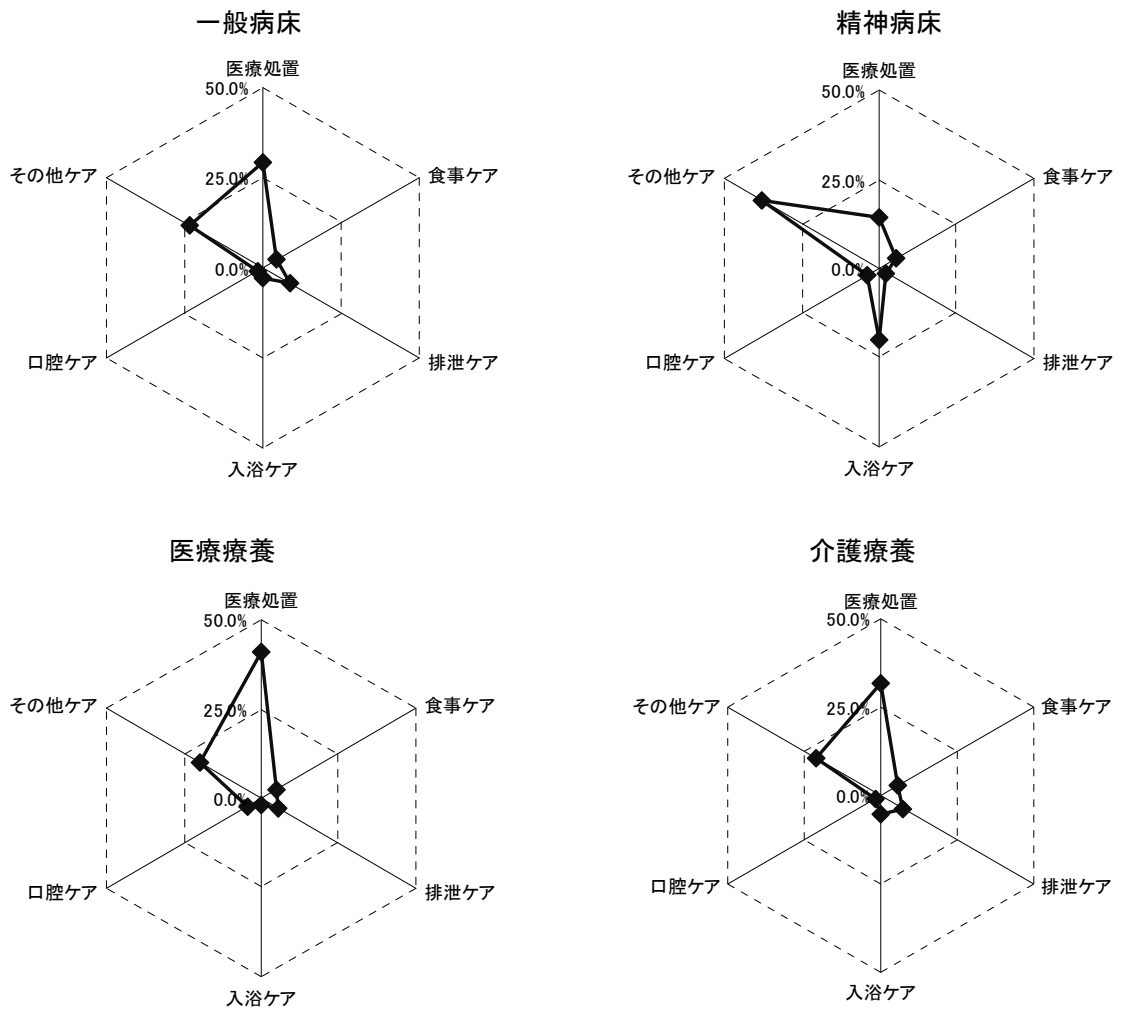 一般病床
医療処置
50.0%
その他ケア
25.0%
食事ケア
0.0%
口腔ケア
排泄ケア
入浴ケア
精神病床
医療処置
50.0%
その他ケア
25.0%
食事ケア
0.0%
口腔ケア
排泄ケア
入浴ケア
医療療養
医療処置
50.0%
その他ケア
25.0%
食事ケア
0.0%
口腔ケア
排泄ケア
入浴ケア
介護療養
医療処置
50.0%
その他ケア
25.0%
食事ケア
0.0%
口腔ケア
排泄ケア
入浴ケア